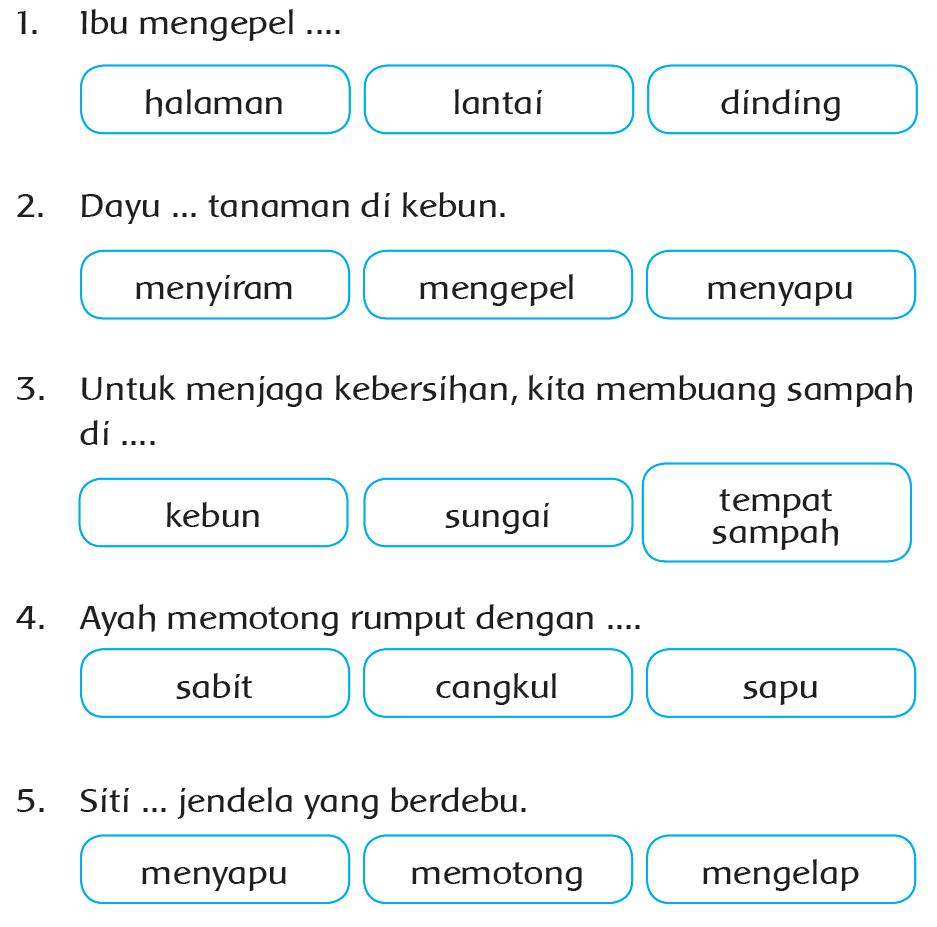 1. Ibu mengepel ....
halaman lantai dinding
2. Dayu ... tanaman di kebun.
menyiram mengepel menyapu
3. Untuk menjaga kebersihan, kita membuang sampah
di ....
kebun sungai tempat
sampah
4. Ayah memotong rumput dengan ....
sabit cangkul sapu
5. Siti ... jendela yang berdebu.
menyapu memotong mengelap